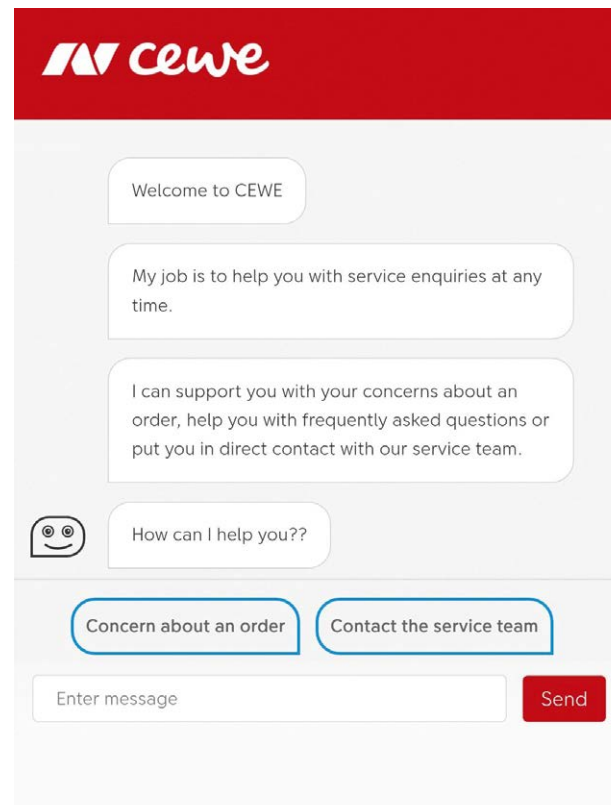 cewe
Welcome to CEWE
My job is to help you with service enquiries at any
time.
I can support you with your concerns about an
order, help you with frequently asked questions or
put you in direct contact with our service team.
How can I help you??
Concern about an order
Contact the service team
Enter message
Send